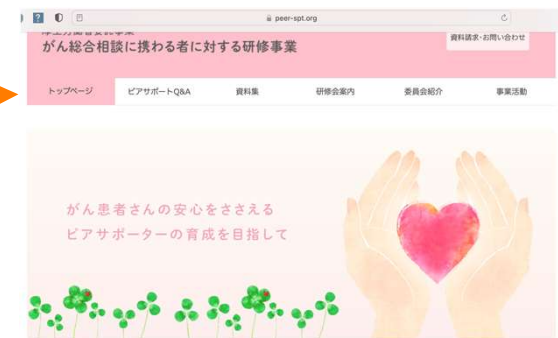 peer-spt.org
がん総合相談に携わる者に対する研修事業
資料請求・お問い合わせ
トップページ
ピアサポートQ&A
資料集
研修会案内
委員会紹介
事業活動
がん患者さんの安心をささえる
ピアサポーターの育成を目指して